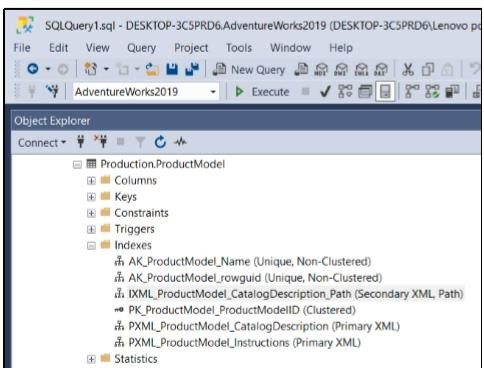 SQLQuery1.sql - DESKTOP-3C5PRD6.AdventureWorks2019 (DESKTOP-3C5PRD6\Lenovo pc
File Edit View Query Project Tools Window Help
New Query
AdventureWorks2019 Execute
Object Explorer
Connect
Production.ProductModel
Columns
Keys
Constraints
Triggers
Indexes
AK_ProductModel_Name (Unique, Non-Clustered)
AK_ProductModel_rowguid (Unique, Non-Clustered)
IXML_ProductModel_CatalogDescription_Path (Secondary XML, Path)
PK_ProductModel_ProductModelID (Clustered)
PXML_ProductModel_CatalogDescription (Primary XML)
PXML_ProductModel_Instructions (Primary XML)
Statistics